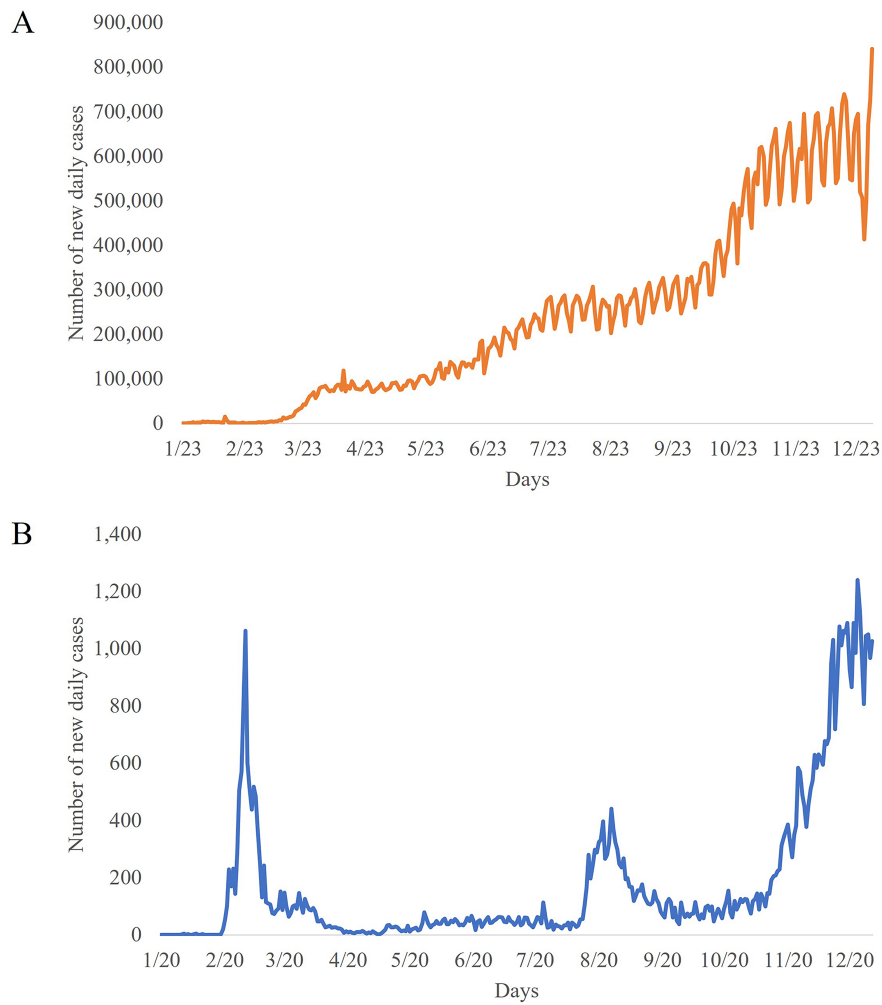 A
Number of new daily cases
900,000
800,000
700,000
600,000
500,000
400,000
300,000
200,000
100,000
0
1/23 2/23 3/23 4/23 5/23 6/23 7/23 8/23 9/23 10/23 11/23 12/23
Days
B
Number of new daily cases
1,400
1,200
1,000
800
600
400
200
0
1/20 2/20 3/20 4/20 5/20 6/20 7/20 8/20 9/20 10/20 11/20 12/20
Days